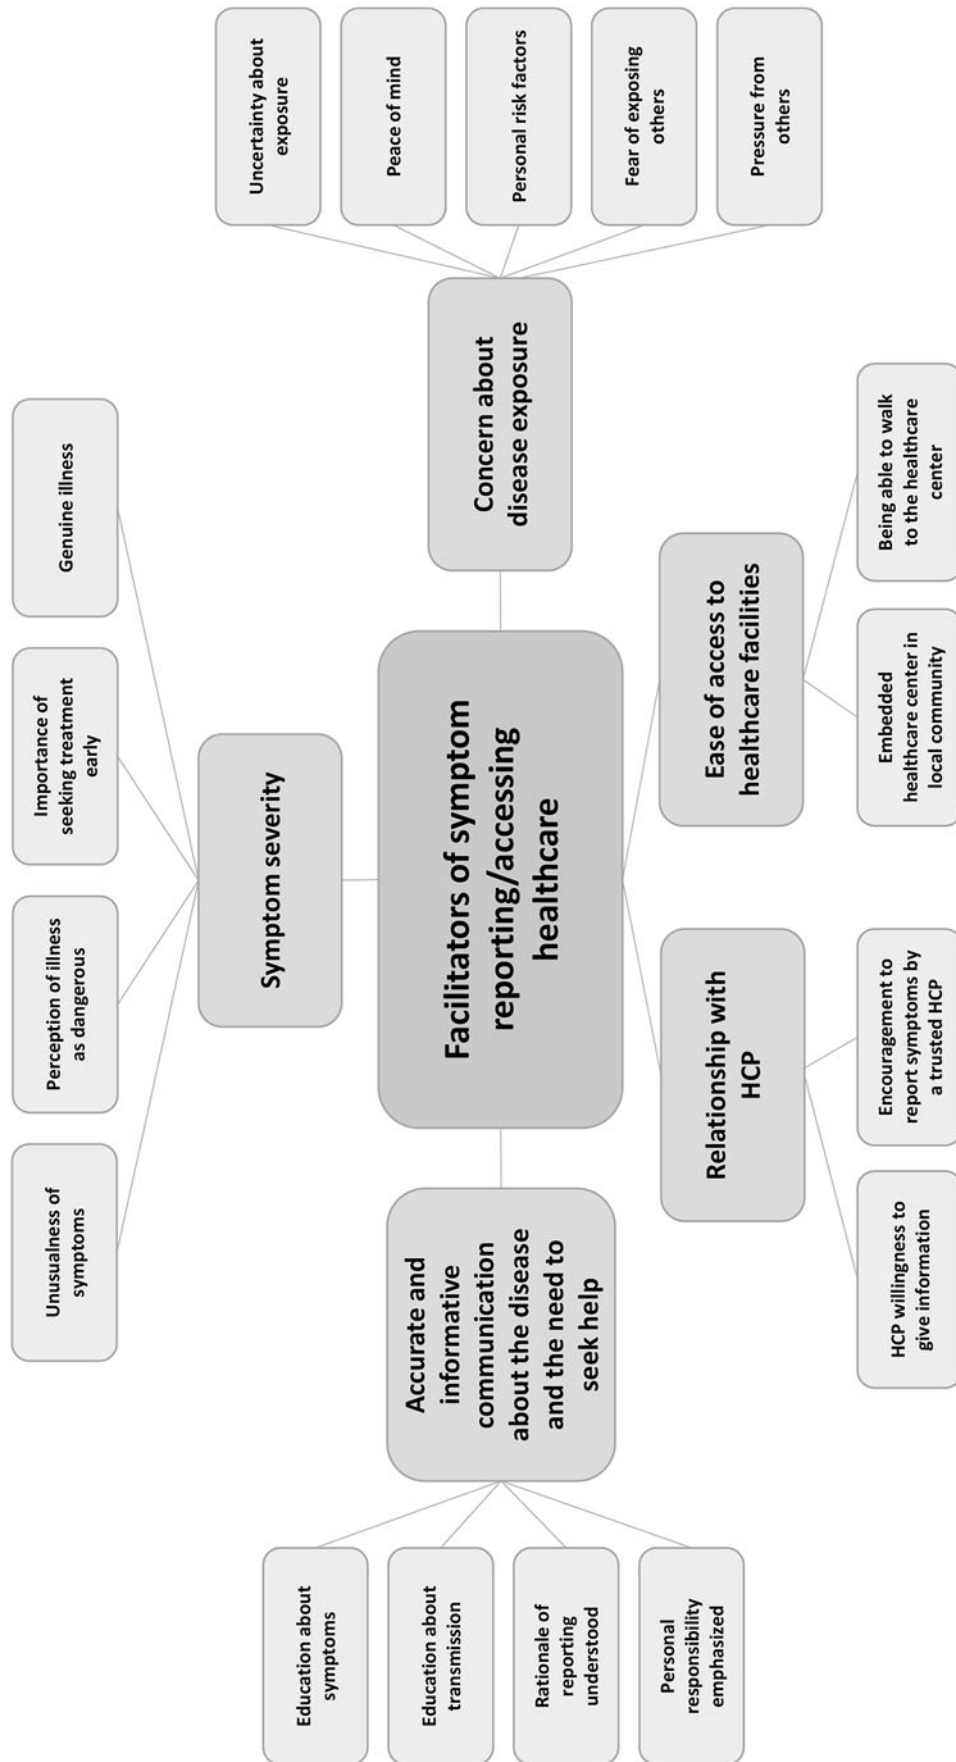 Unusualness of
symptoms
Perception of illness
as dangerous
Importance of
seeking treatment
early
Genuine illness
Symptom severity
Education about
symptoms
Education about
transmission
Rationale of
reporting
understood
Personal
responsibility
emphasized
Accurate and
informative
communication
about the disease
and the need to
seek help
Facilitators of symptom
reporting/accessing
healthcare
Concern about
disease exposure
Uncertainty about
exposure
Peace of mind
Personal risk factors
Fear of exposing
others
Pressure from
others
Relationship with
HCP
Ease of access to
healthcare facilities
HCP willingness to
give information
Encouragement to
report symptoms by
a trusted HCP
Embedded
healthcare center in
local community
Being able to walk
to the healthcare
center